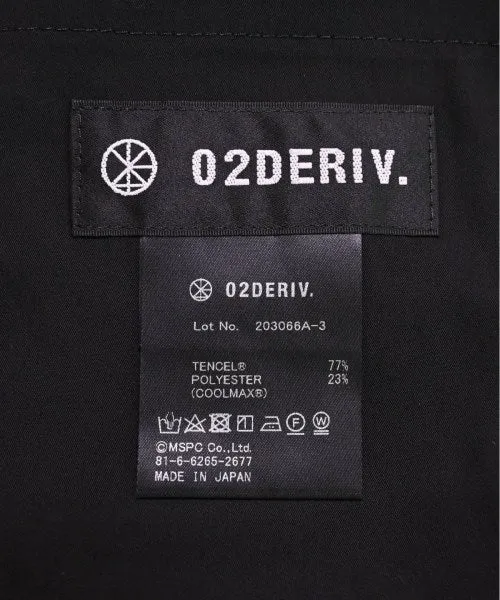 02DERIV.
02DERIV.
Lot No. 203066A-3
TENCEL® 77%
POLYESTER 23%
(COOLMAX®)
F W
©MSPC Co.,Ltd.
81-6-6265-2677
MADE IN JAPAN